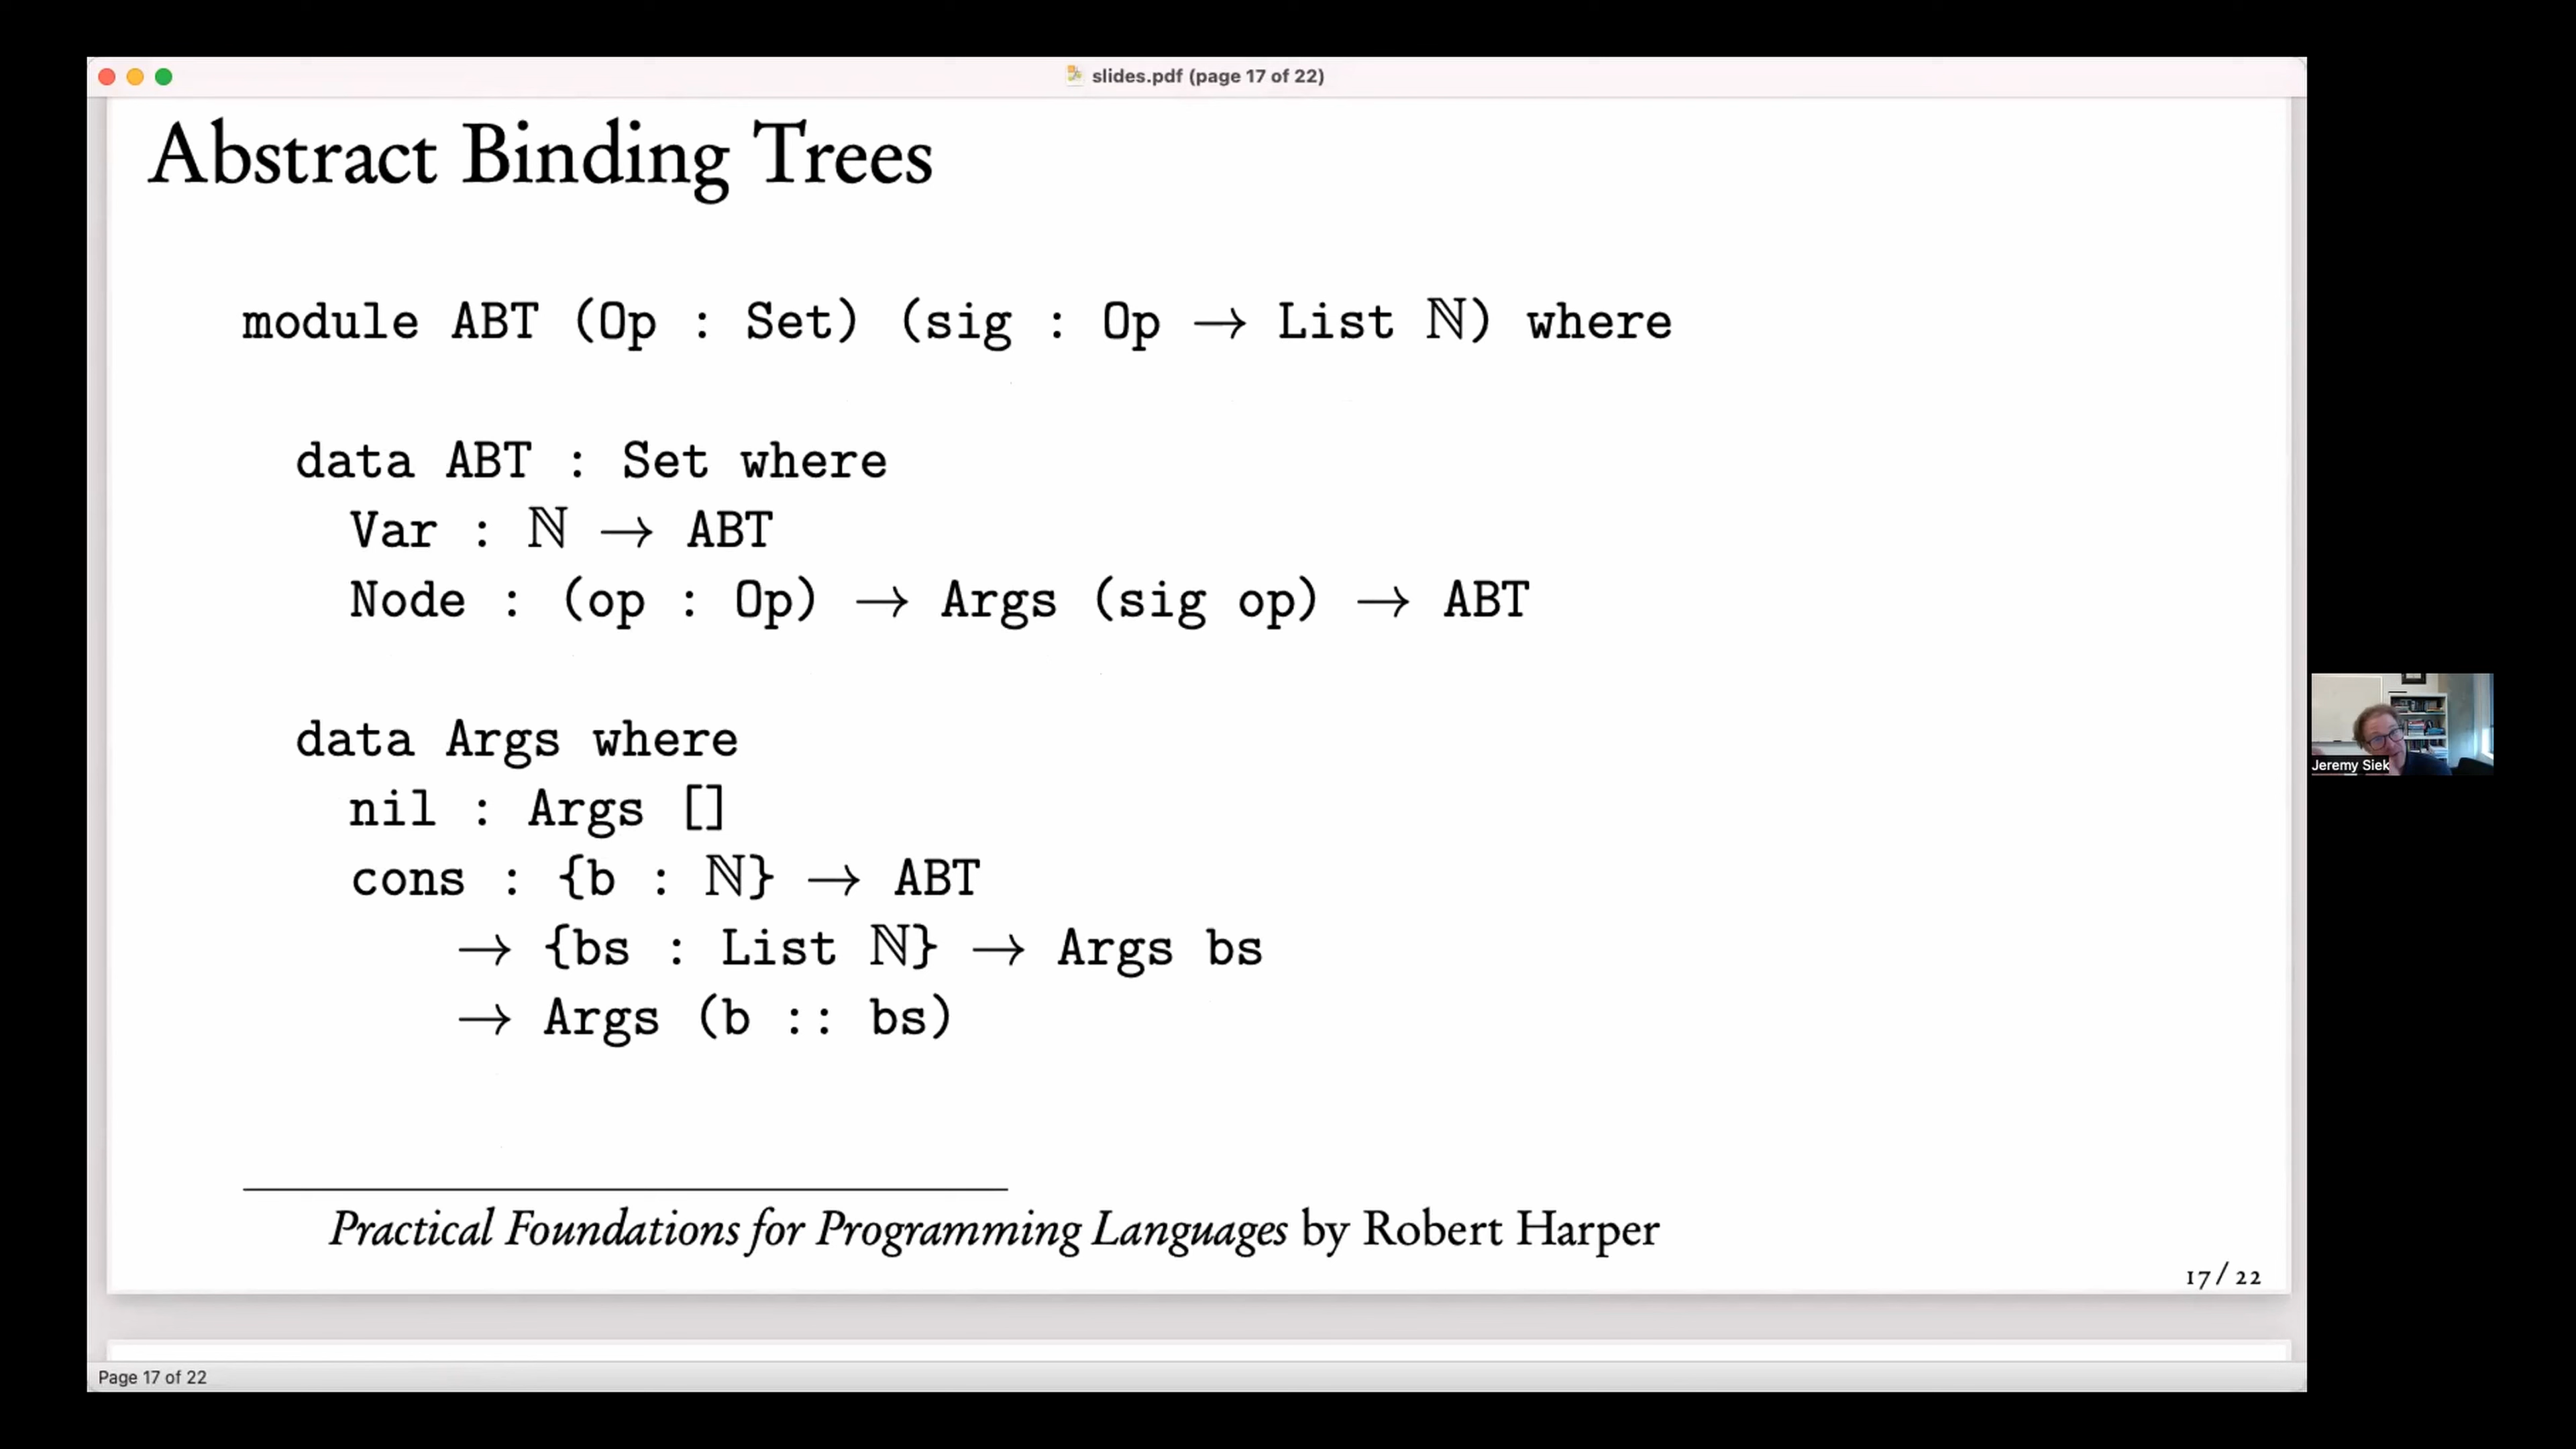 slides.pdf (page 17 of 22)
Abstract Binding Trees
module ABT (Op : Set) (sig : Op → List ℕ) where
data ABT : Set where
Var : ℕ → ABT
Node : (op : Op) → Args (sig op) → ABT
data Args where
nil : Args []
cons : {b : ℕ} → ABT
→ {bs : List ℕ} → Args bs
→ Args (b :: bs)
Practical Foundations for Programming Languages by Robert Harper
17/22
Page 17 of 22
Jeremy Siek